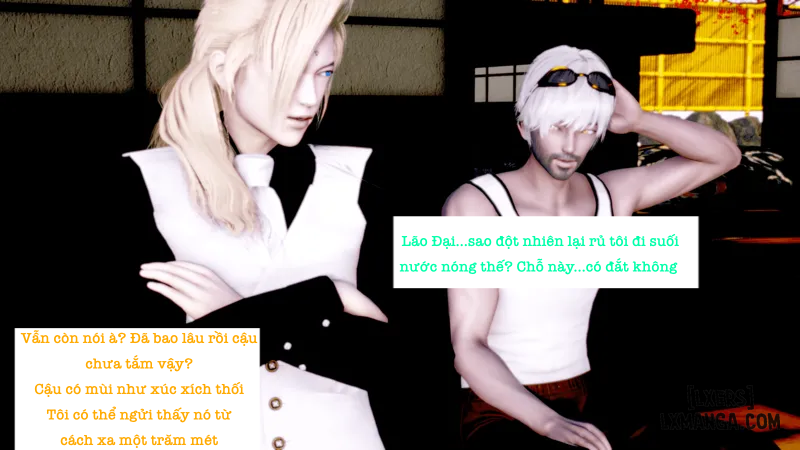 Lão Đại...sao đột nhiên lại rủ tôi đi suối
nước nóng thế? Chỗ này...có đắt không
Vẫn còn nói à? Đã bao lâu rồi cậu
chưa tắm vậy?
Cậu có mùi như xúc xích thối
Tôi có thể ngửi thấy nó từ
cách xa một trăm mét
[LXERS]
LXMANGA.COM